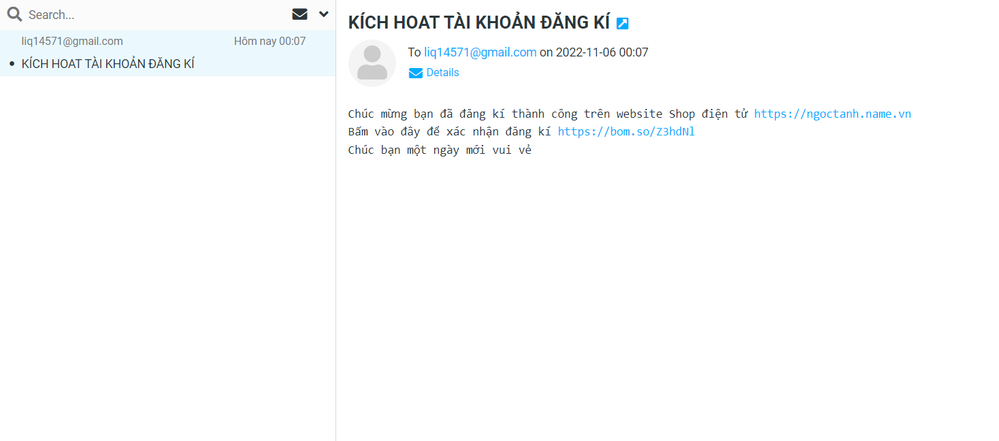 Search...
liq14571@gmail.com Hôm nay 00:07
• KÍCH HOAT TÀI KHOẢN ĐĂNG KÍ
KÍCH HOAT TÀI KHOẢN ĐĂNG KÍ
To liq14571@gmail.com on 2022-11-06 00:07
Details
Chúc mừng bạn đã đăng kí thành công trên website Shop điện tử https://ngoctanh.name.vn
Bấm vào đây để xác nhận đăng kí https://bom.so/Z3hdNl
Chúc bạn một ngày mới vui vẻ